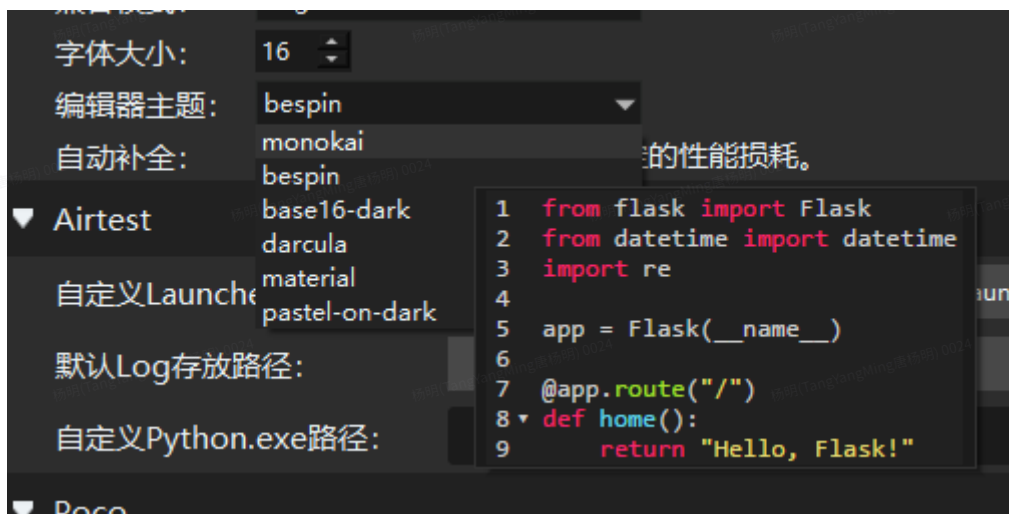 字体大小： 16
编辑器主题： bespin
monokai
自动补全： 的性能损耗。
bespin
Airtest base16-dark
darcula
material
自定义Launche
pastel-on-dark
默认Log存放路径：
自定义Python.exe路径：
1 from flask import Flask
2 from datetime import datetime
3 import re
4
5 app = Flask(__name__)
6
7 @app.route("/")
8 def home():
9 return "Hello, Flask!"
Poco